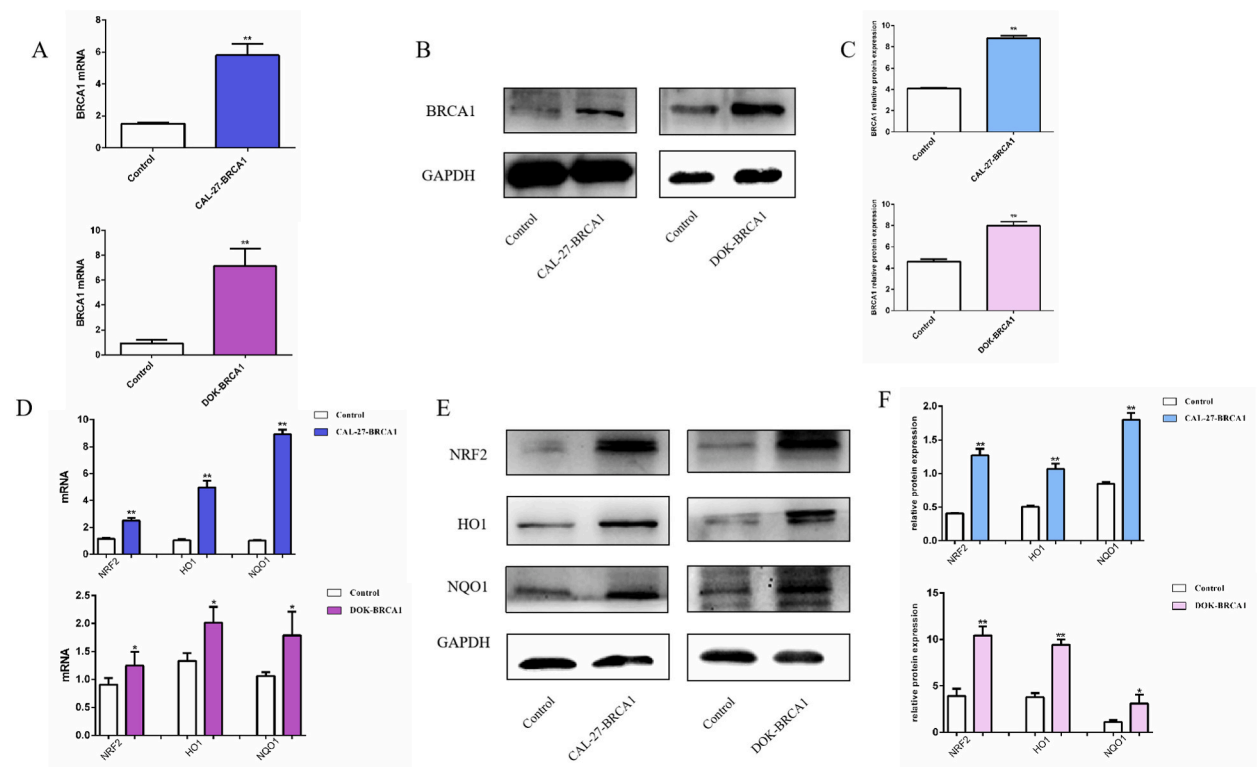 A
BRCA1 mRNA
8
6
4
2
0
**
Control
CAL-27-BRCA1
BRCA1 mRNA
10
8
6
4
2
0
**
Control
DOK-BRCA1
B
BRCA1
GAPDH
Control
CAL-27-BRCA1
Control
DOK-BRCA1
C
BRCA1 relative protein expression
10
8
6
4
2
0
**
Control
CAL-27-BRCA1
BRCA1 relative protein expression
10
8
6
4
2
0
**
Control
DOK-BRCA1
D
Control
CAL-27-BRCA1
mRNA
10
8
6
4
2
0
**
**
**
NRF2
HO1
NQO1
Control
DOK-BRCA1
mRNA
2.5
2.0
1.5
1.0
0.5
0.0
*
*
*
NRF2
HO1
NQO1
E
NRF2
HO1
NQO1
GAPDH
Control
CAL-27-BRCA1
Control
DOK-BRCA1
F
Control
CAL-27-BRCA1
relative protein expression
2.0
1.5
1.0
0.5
0.0
**
**
**
NRF2
HO1
NQO1
Control
DOK-BRCA1
relative protein expression
15
10
5
0
**
**
*
NRF2
HO1
NQO1